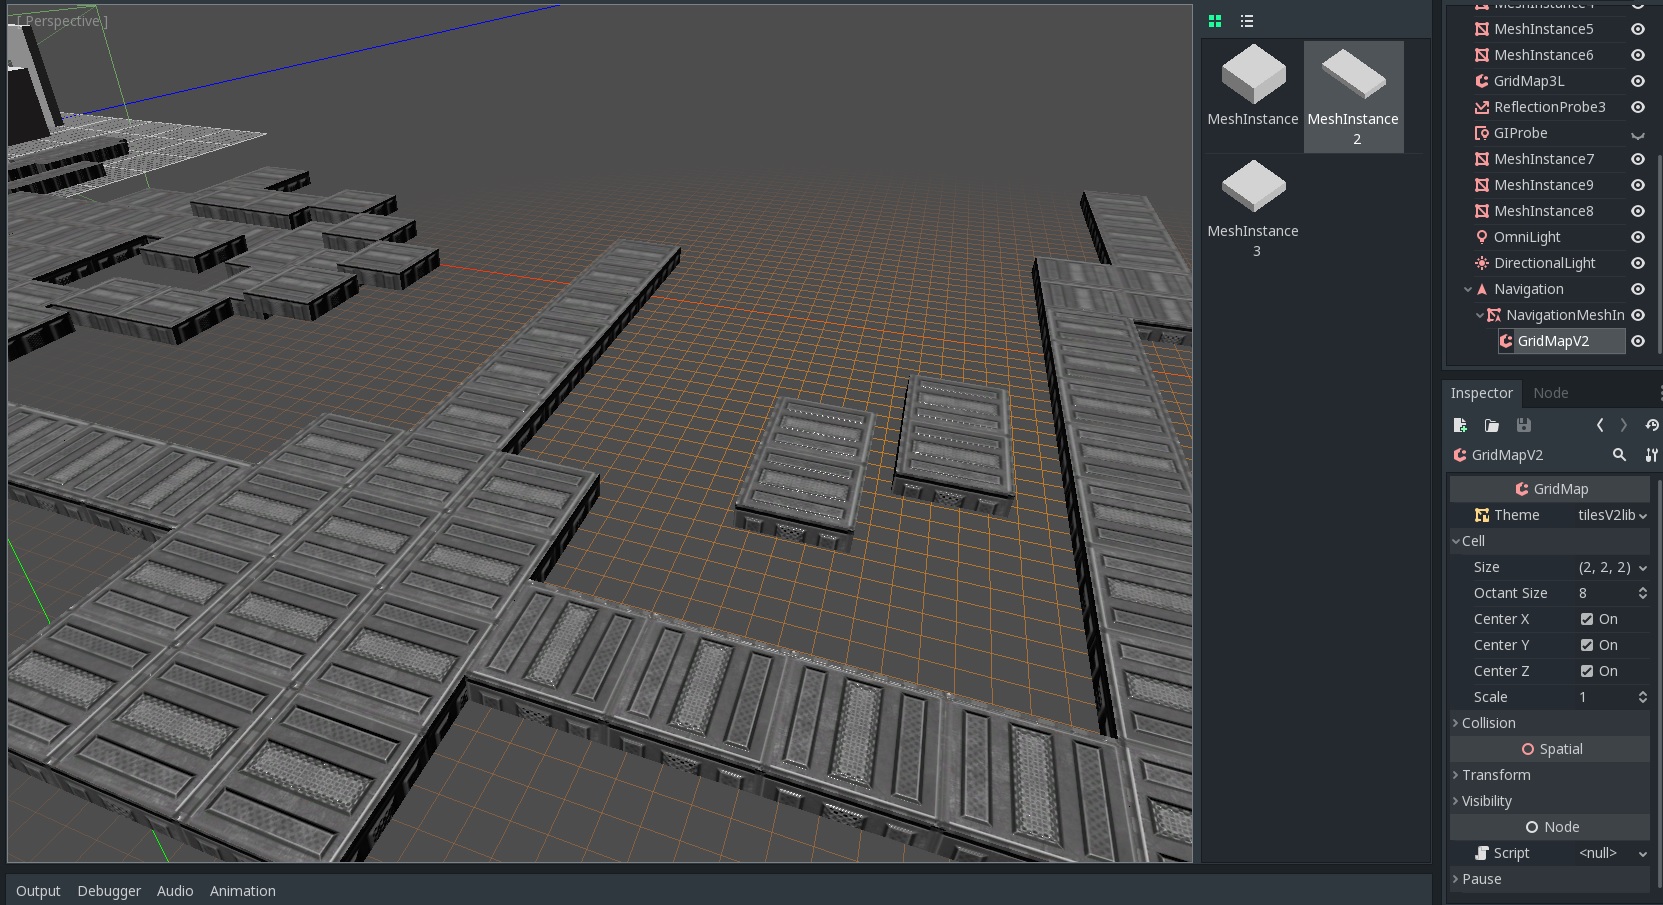 [ Perspective ]
MeshInstance
MeshInstance
2
MeshInstance
3
MeshInstance4
MeshInstance5
MeshInstance6
GridMap3L
ReflectionProbe3
GIProbe
MeshInstance7
MeshInstance9
MeshInstance8
OmniLight
DirectionalLight
Navigation
NavigationMeshIn
GridMapV2
Inspector Node
GridMapV2
GridMap
Theme tilesV2lib
Cell
Size (2, 2, 2)
Octant Size 8
Center X On
Center Y On
Center Z On
Scale 1
Collision
Spatial
Transform
Visibility
Node
Script <null>
Pause
Output Debugger Audio Animation